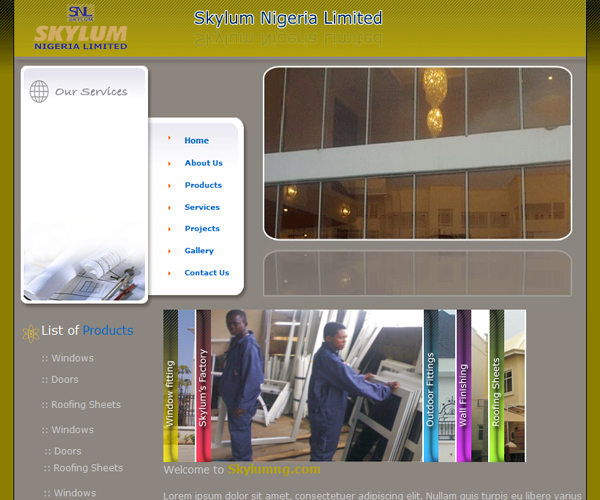 SNL
SKYLUM
SKYLUM
NIGERIA LIMITED
Skylum Nigeria Limited
Our Services
Home
About Us
Products
Services
Projects
Gallery
Contact Us
List of Products
:: Windows
:: Doors
:: Roofing Sheets
:: Windows
:: Doors
:: Roofing Sheets
:: Windows
Window fitting
Skylum's Factory
Outdoor Fittings
Wall Finishing
Roofing Sheets
Welcome to Skylumng.com
Lorem ipsum dolor sit amet, consectetuer adipiscing elit. Nullam quis turpis eu libero varius